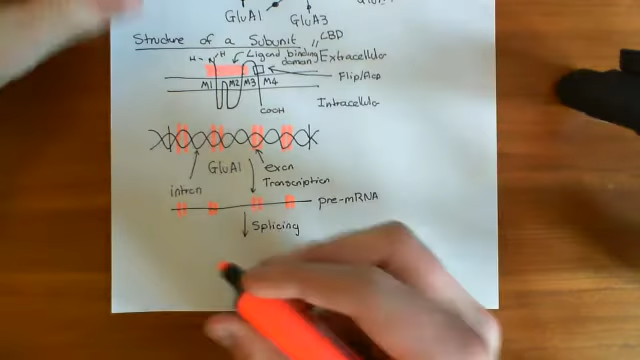 GluA1
GluA3
Structure of a Subunit
LBD
Ligand binding domain
Extracellular
H-N
H
Flip/flop
M1 M2 M3 M4
Intracellular
COOH
GluA1
exon
intron
Transcription
pre-mRNA
Splicing